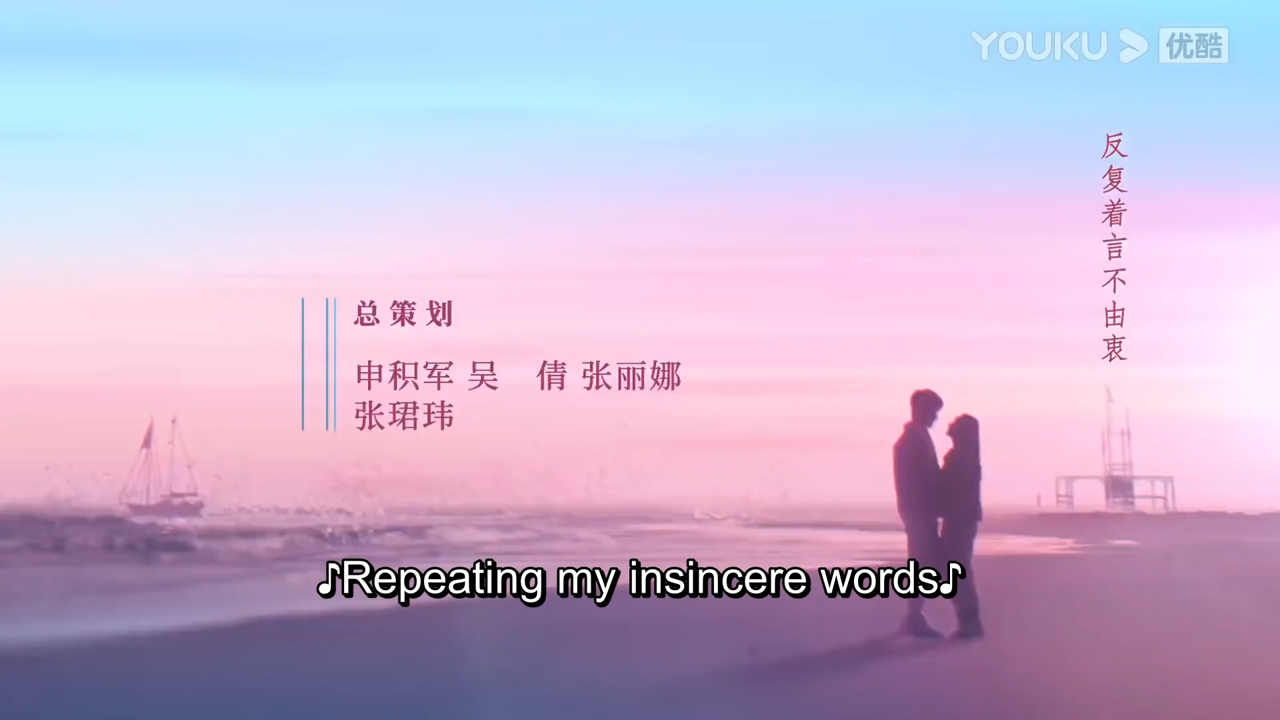 YOUKU 优酷
反复着言不由衷
总策划
申积军 吴　倩 张丽娜
张珺玮
♪Repeating my insincere words♪